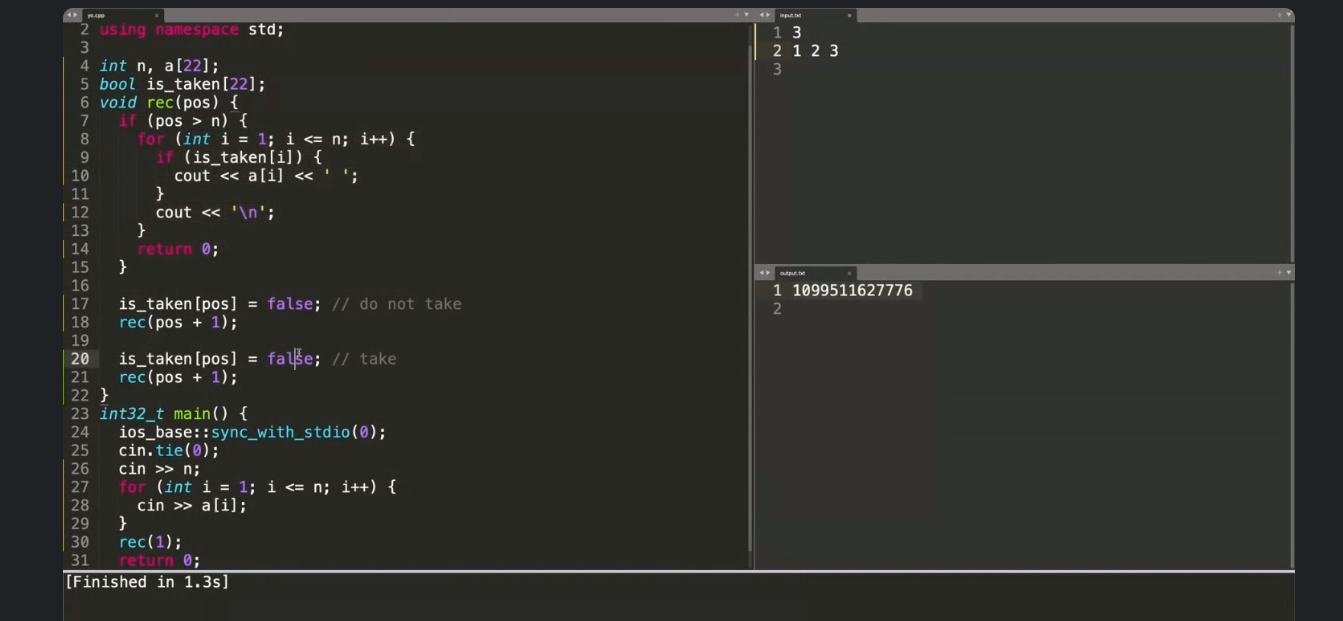 yo.cpp
2 using namespace std;
3
4 int n, a[22];
5 bool is_taken[22];
6 void rec(pos) {
7   if (pos > n) {
8     for (int i = 1; i <= n; i++) {
9       if (is_taken[i]) {
10         cout << a[i] << ' ';
11       }
12       cout << '\n';
13     }
14     return 0;
15   }
16
17   is_taken[pos] = false; // do not take
18   rec(pos + 1);
19
20   is_taken[pos] = false; // take
21   rec(pos + 1);
22 }
23 int32_t main() {
24   ios_base::sync_with_stdio(0);
25   cin.tie(0);
26   cin >> n;
27   for (int i = 1; i <= n; i++) {
28     cin >> a[i];
29   }
30   rec(1);
31   return 0;
input.txt
1 3
2 1 2 3
3
output.txt
1 1099511627776
2
[Finished in 1.3s]